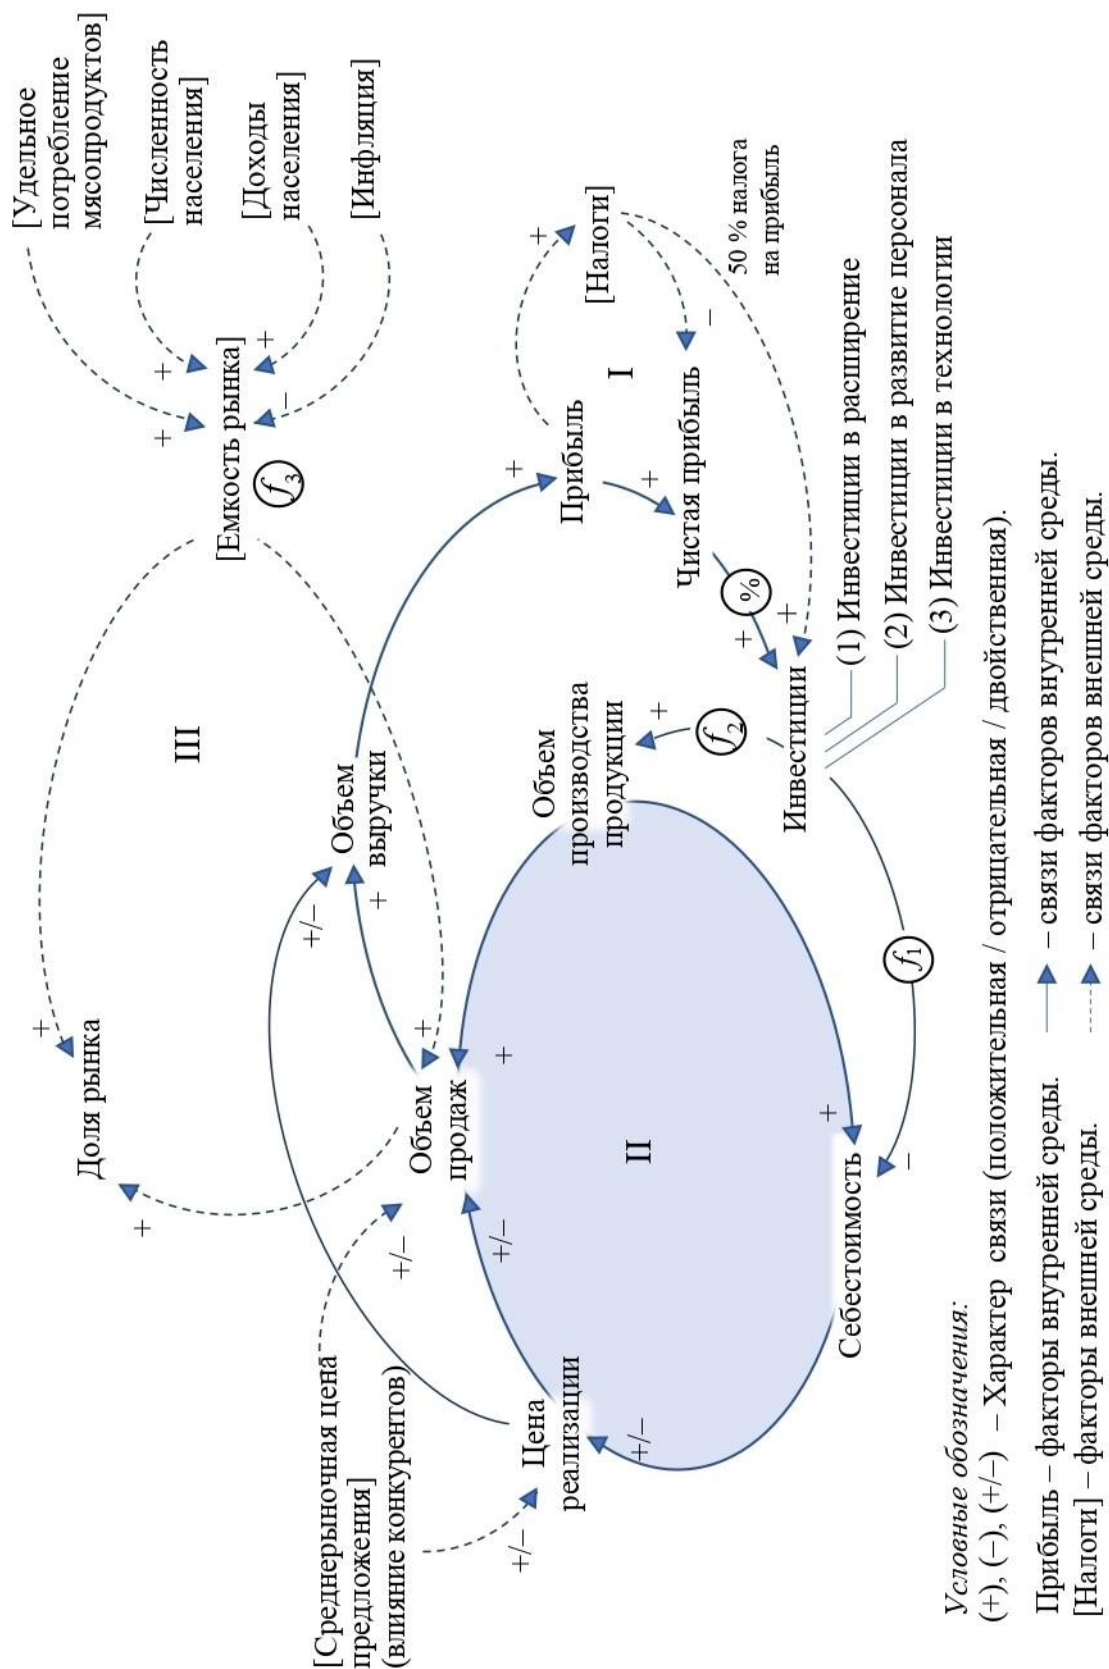 [Удельное
потребление
мясопродуктов]
[Численность
населения]
[Доходы
населения]
[Инфляция]
+
+
+
–
[Емкость рынка]
f3
III
+
Доля рынка
+
+
Объем
продаж
+
+/–
+/–
[Среднерыночная цена
предложения]
(влияние конкурентов)
+/–
Цена
реализации
+/–
+/–
Объем
выручки
+
+
Прибыль
+
[Налоги]
I
+
–
Чистая прибыль
50 % налога
на прибыль
%
+
+
Объем
производства
продукции
+
f2
Инвестиции
(1) Инвестиции в расширение
(2) Инвестиции в развитие персонала
(3) Инвестиции в технологии
II
+
Себестоимость
–
f1
Условные обозначения:
(+), (–), (+/–) – Характер связи (положительная / отрицательная / двойственная).
Прибыль – факторы внутренней среды.
– связи факторов внутренней среды.
[Налоги] – факторы внешней среды.
– связи факторов внешней среды.